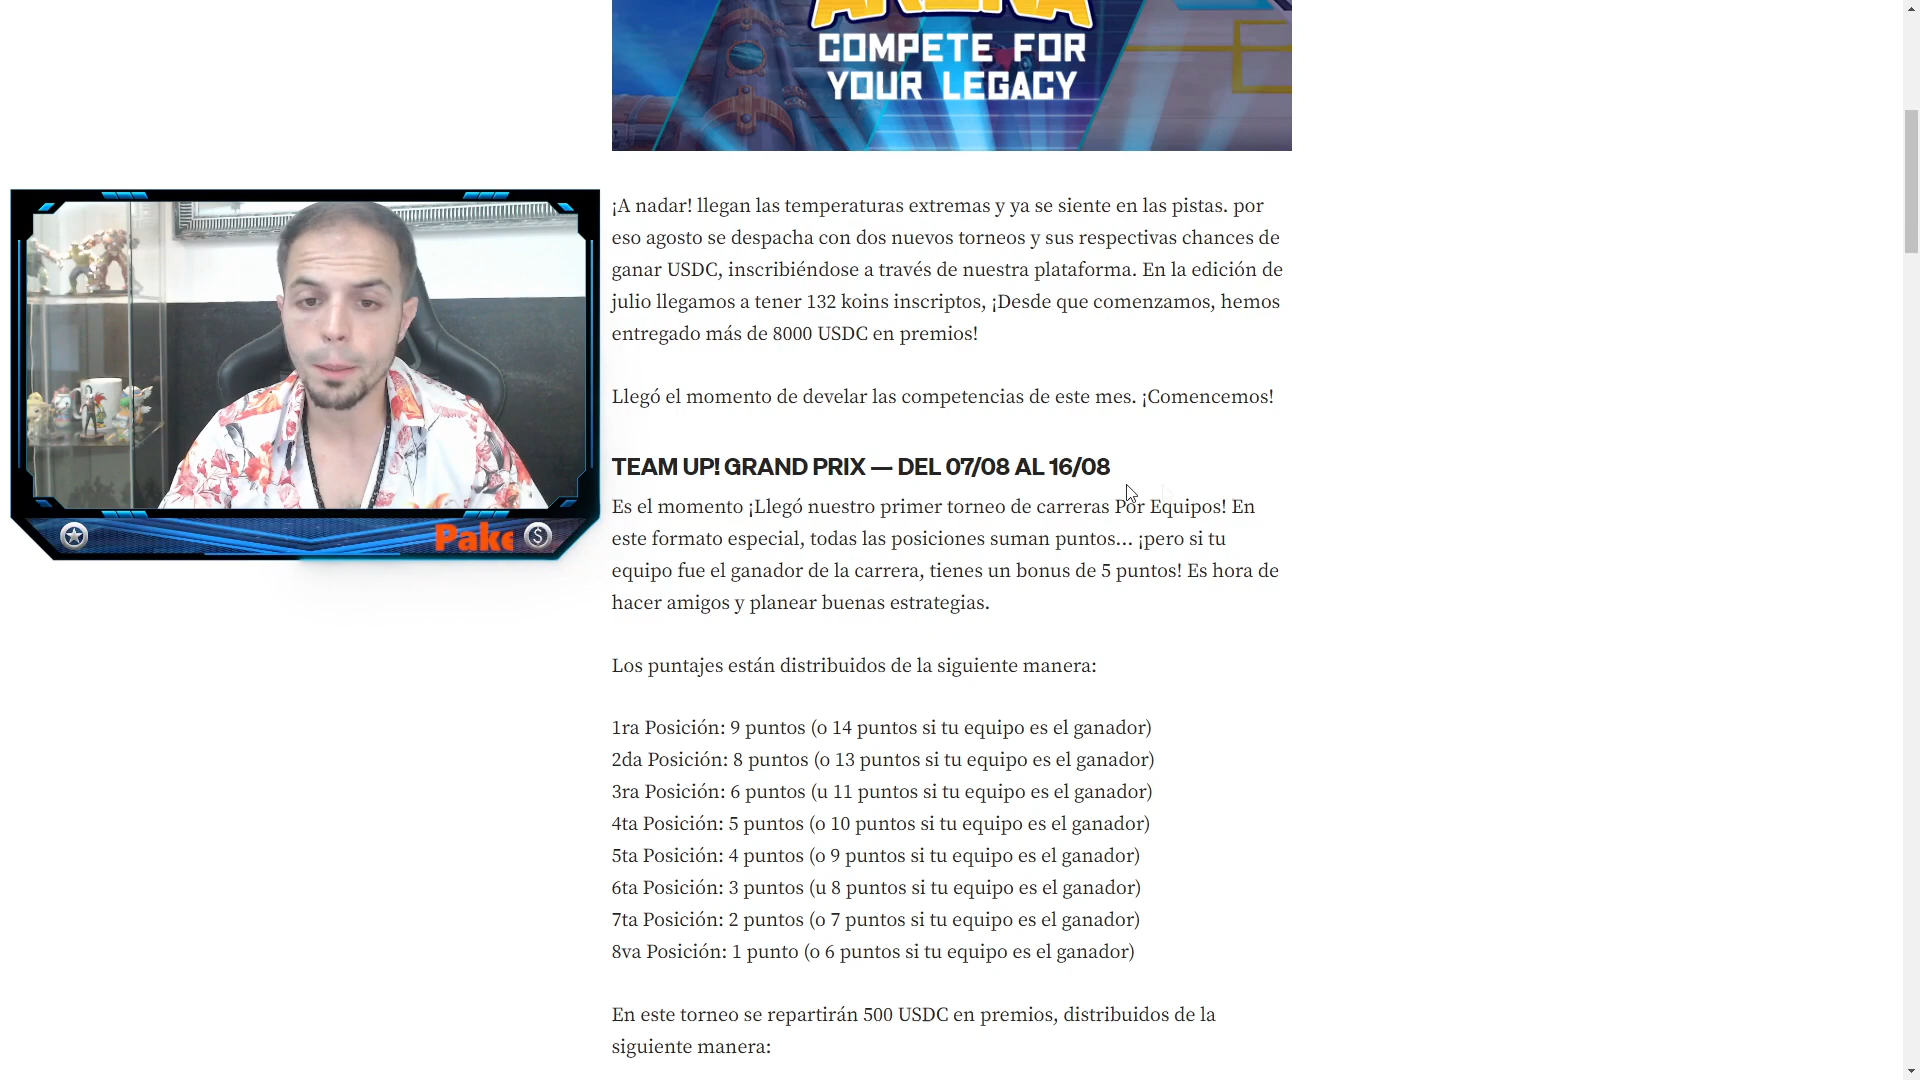 ARENA
COMPETE FOR
YOUR LEGACY
¡A nadar! llegan las temperaturas extremas y ya se siente en las pistas. por
eso agosto se despacha con dos nuevos torneos y sus respectivas chances de
ganar USDC, inscribiéndose a través de nuestra plataforma. En la edición de
julio llegamos a tener 132 koins inscriptos, ¡Desde que comenzamos, hemos
entregado más de 8000 USDC en premios!
Llegó el momento de develar las competencias de este mes. ¡Comencemos!
TEAM UP! GRAND PRIX — DEL 07/08 AL 16/08
Es el momento ¡Llegó nuestro primer torneo de carreras Por Equipos! En
este formato especial, todas las posiciones suman puntos… ¡pero si tu
equipo fue el ganador de la carrera, tienes un bonus de 5 puntos! Es hora de
hacer amigos y planear buenas estrategias.
Los puntajes están distribuidos de la siguiente manera:
1ra Posición: 9 puntos (o 14 puntos si tu equipo es el ganador)
2da Posición: 8 puntos (o 13 puntos si tu equipo es el ganador)
3ra Posición: 6 puntos (u 11 puntos si tu equipo es el ganador)
4ta Posición: 5 puntos (o 10 puntos si tu equipo es el ganador)
5ta Posición: 4 puntos (o 9 puntos si tu equipo es el ganador)
6ta Posición: 3 puntos (u 8 puntos si tu equipo es el ganador)
7ta Posición: 2 puntos (o 7 puntos si tu equipo es el ganador)
8va Posición: 1 punto (o 6 puntos si tu equipo es el ganador)
En este torneo se repartirán 500 USDC en premios, distribuidos de la
siguiente manera: